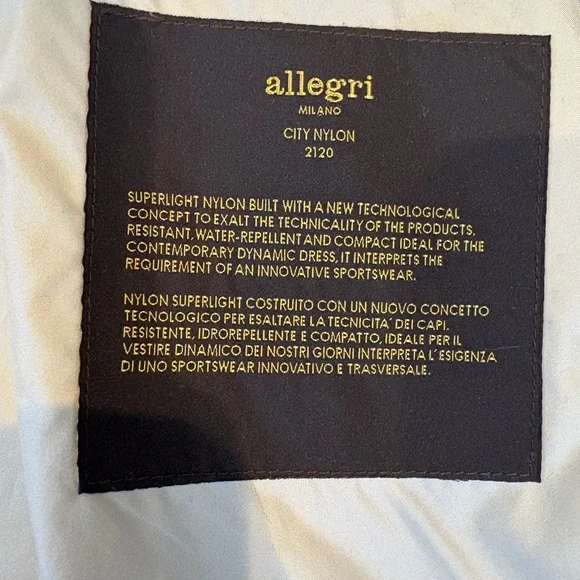 allegri
MILANO
CITY NYLON
2120
SUPERLIGHT NYLON BUILT WITH A NEW TECHNOLOGICAL
CONCEPT TO EXALT THE TECHNICALITY OF THE PRODUCTS.
RESISTANT, WATER-REPELLENT AND COMPACT IDEAL FOR THE
CONTEMPORARY DYNAMIC DRESS, IT INTERPRETS THE
REQUIREMENT OF AN INNOVATIVE SPORTSWEAR.
NYLON SUPERLIGHT COSTRUITO CON UN NUOVO CONCETTO
TECNOLOGICO PER ESALTARE LA TECNICITA' DEI CAPI.
RESISTENTE, IDROREPELLENTE E COMPATTO, IDEALE PER IL
VESTIRE DINAMICO DEI NOSTRI GIORNI INTERPRETA L'ESIGENZA
DI UNO SPORTSWEAR INNOVATIVO E TRASVERSALE.